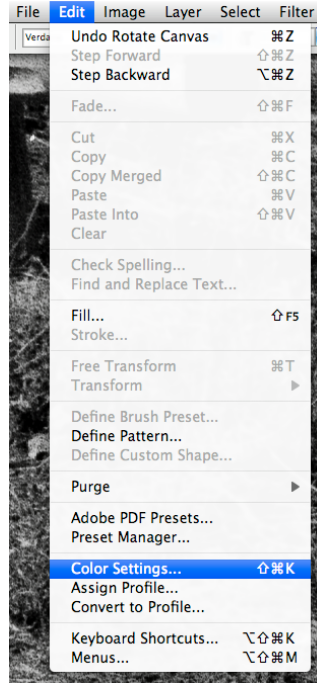 File Edit Image Layer Select Filter
Verda
Undo Rotate Canvas ⌘Z
Step Forward ⇧⌘Z
Step Backward ⌥⌘Z
Fade... ⇧⌘F
Cut ⌘X
Copy ⌘C
Copy Merged ⇧⌘C
Paste ⌘V
Paste Into ⇧⌘V
Clear
Check Spelling...
Find and Replace Text...
Fill... ⇧F5
Stroke...
Free Transform ⌘T
Transform ▶
Define Brush Preset...
Define Pattern...
Define Custom Shape...
Purge ▶
Adobe PDF Presets...
Preset Manager...
Color Settings... ⇧⌘K
Assign Profile...
Convert to Profile...
Keyboard Shortcuts... ⌥⇧⌘K
Menus... ⌥⇧⌘M